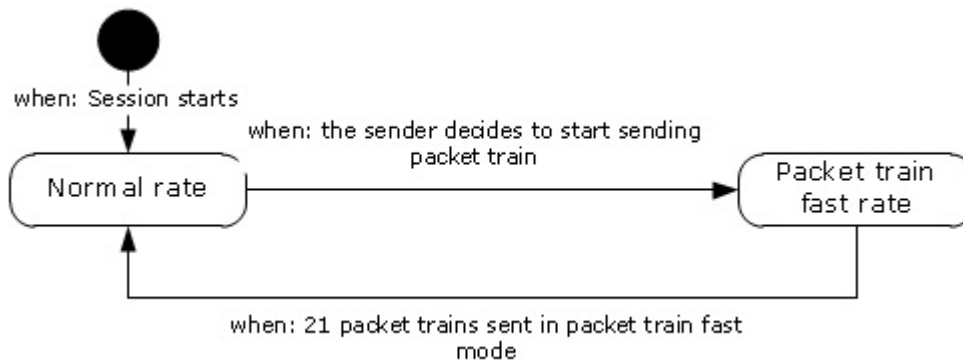 when: Session starts
when: the sender decides to start sending
packet train
Normal rate
Packet train
fast rate
when: 21 packet trains sent in packet train fast
mode